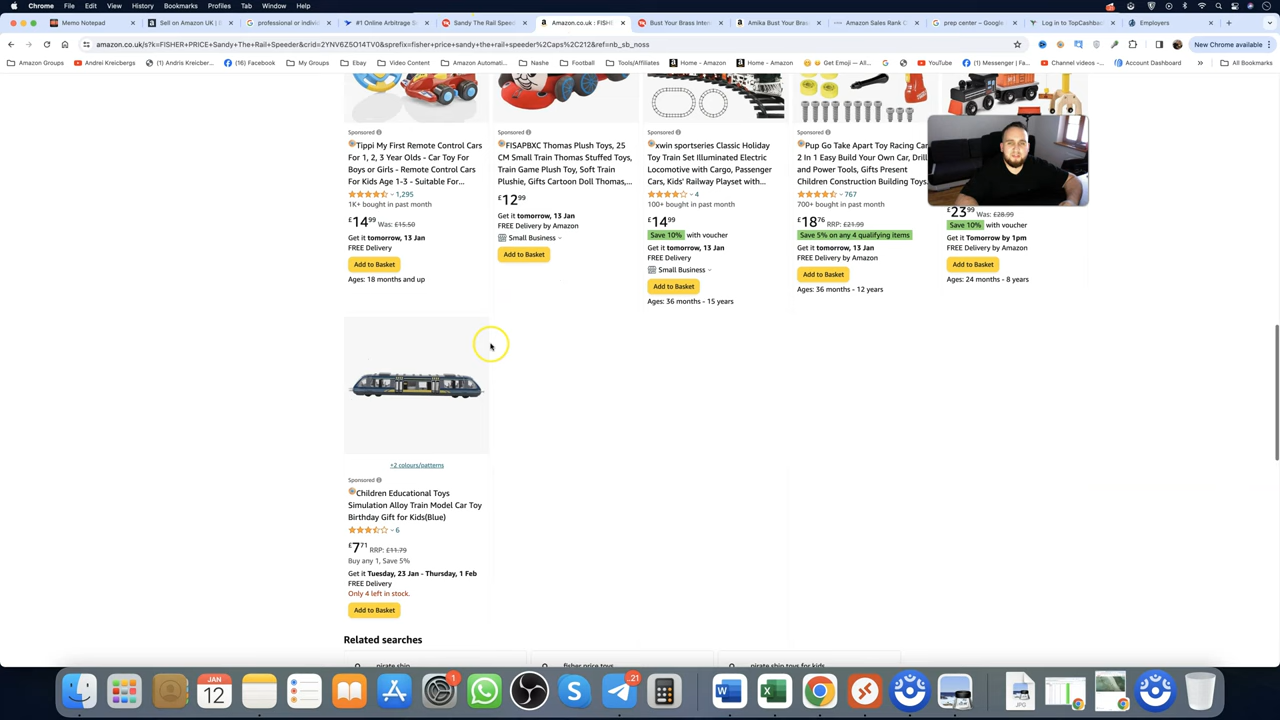 Chrome File Edit View History Bookmarks Profiles Tab Window Help
Memo Notepad
Sell on Amazon UK | B
professional or individ
#1 Online Arbitrage S
Sandy The Rail Speed
Amazon.co.uk : FISH
Bust Your Brass Inten
Amika Bust Your Bras
Amazon Sales Rank C
prep center – Google
Log in to TopCashba
Employers
amazon.co.uk/s?k=FISHER+PRICE+Sandy+The+Rail+Speeder&crid=2YNV6Z5O14TV0&sprefix=fisher+price+sandy+the+rail+speeder%2Caps%2C212&ref=nb_sb_noss
New Chrome available
Amazon Groups
Andrei Kreicbergs
(1) Andris Kreicber...
(16) Facebook
My Groups
Ebay
Video Content
Amazon Automati...
Nashe
Football
Tools/Affiliates
Home - Amazon
Home - Amazon
Get Emoji — All...
YouTube
(1) Messenger | Fa...
Channel videos -...
Account Dashboard
All Bookmarks
Sponsored
Tippi My First Remote Control Cars
For 1, 2, 3 Year Olds - Car Toy For
Boys or Girls - Remote Control Cars
For Kids Age 1-3 - Suitable For...
1,295
1K+ bought in past month
£14 99 Was: £15.50
Get it tomorrow, 13 Jan
FREE Delivery
Add to Basket
Ages: 18 months and up
Sponsored
FISAPBXC Thomas Plush Toys, 25
CM Small Train Thomas Stuffed Toys,
Train Game Plush Toy, Soft Train
Plushie, Gifts Cartoon Doll Thomas,...
£12 99
Get it tomorrow, 13 Jan
FREE Delivery by Amazon
Small Business
Add to Basket
Sponsored
xwin sportseries Classic Holiday
Toy Train Set Illuminated Electric
Locomotive with Cargo, Passenger
Cars, Kids' Railway Playset with...
4
100+ bought in past month
£14 99
Save 10% with voucher
Get it tomorrow, 13 Jan
FREE Delivery
Small Business
Add to Basket
Ages: 36 months - 15 years
Sponsored
Pup Go Take Apart Toy Racing Car,
2 In 1 Easy Build Your Own Car, Drill
and Power Tools, Gifts Present
Children Construction Building Toys
767
700+ bought in past month
£18 76 RRP: £21.99
Save 5% on any 4 qualifying items
Get it tomorrow, 13 Jan
FREE Delivery by Amazon
Add to Basket
Ages: 36 months - 12 years
£23 99 Was: £28.99
Save 10% with voucher
Get it Tomorrow by 1pm
FREE Delivery by Amazon
Add to Basket
Ages: 24 months - 8 years
+2 colours/patterns
Sponsored
Children Educational Toys
Simulation Alloy Train Model Car Toy
Birthday Gift for Kids(Blue)
6
£7 71 RRP: £11.79
Buy any 1, Save 5%
Get it Tuesday, 23 Jan - Thursday, 1 Feb
FREE Delivery
Only 4 left in stock.
Add to Basket
Related searches
pirate ship
fisher price toys
pirate ship toys for kids
JAN
12
1
21
JPG